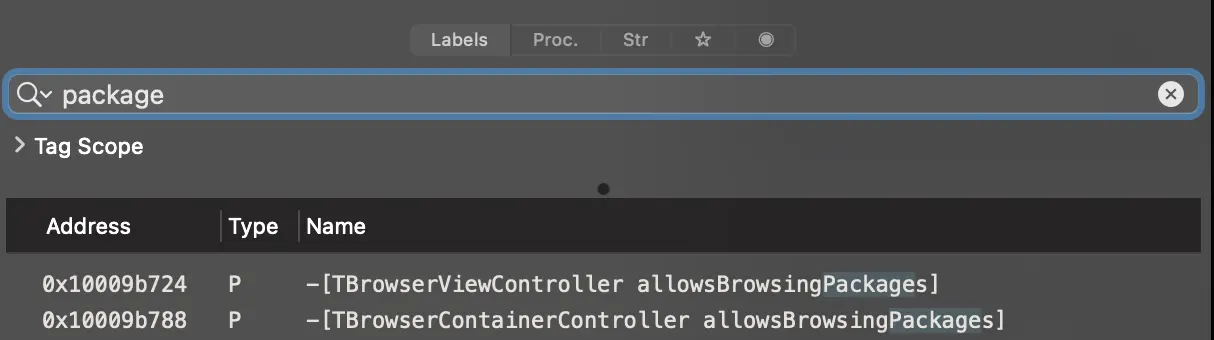 Labels Proc. Str
package
Tag Scope
Address Type Name
0x10009b724 P -[TBrowserViewController allowsBrowsingPackages]
0x10009b788 P -[TBrowserContainerController allowsBrowsingPackages]